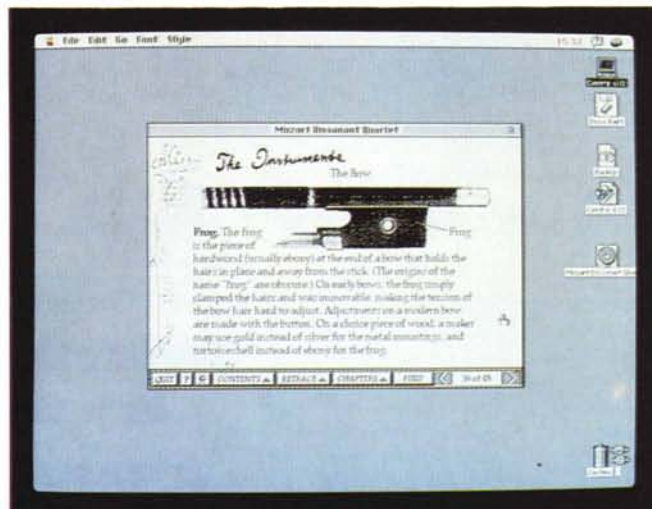 File Edit Go Font Style
15:32
Mozart Dissonant Quartet
The Instruments
The Bow
Frog
Frog. The frog
is the piece of
hardwood (usually ebony) at the end of a bow that holds the
hairs in place and away from the stick. (The origins of the
name "frog" are obscure.) On early bows, the frog simply
clamped the hairs and was immovable, making the tension of
the bow hair hard to adjust. Adjustments on a modern bow
are made with the button. On a choice piece of wood, a maker
may use gold instead of silver for the metal mountings, and
tortoiseshell instead of ebony for the frog.
QUIT ? CONTENTS RETRACE CHAPTERS FIND